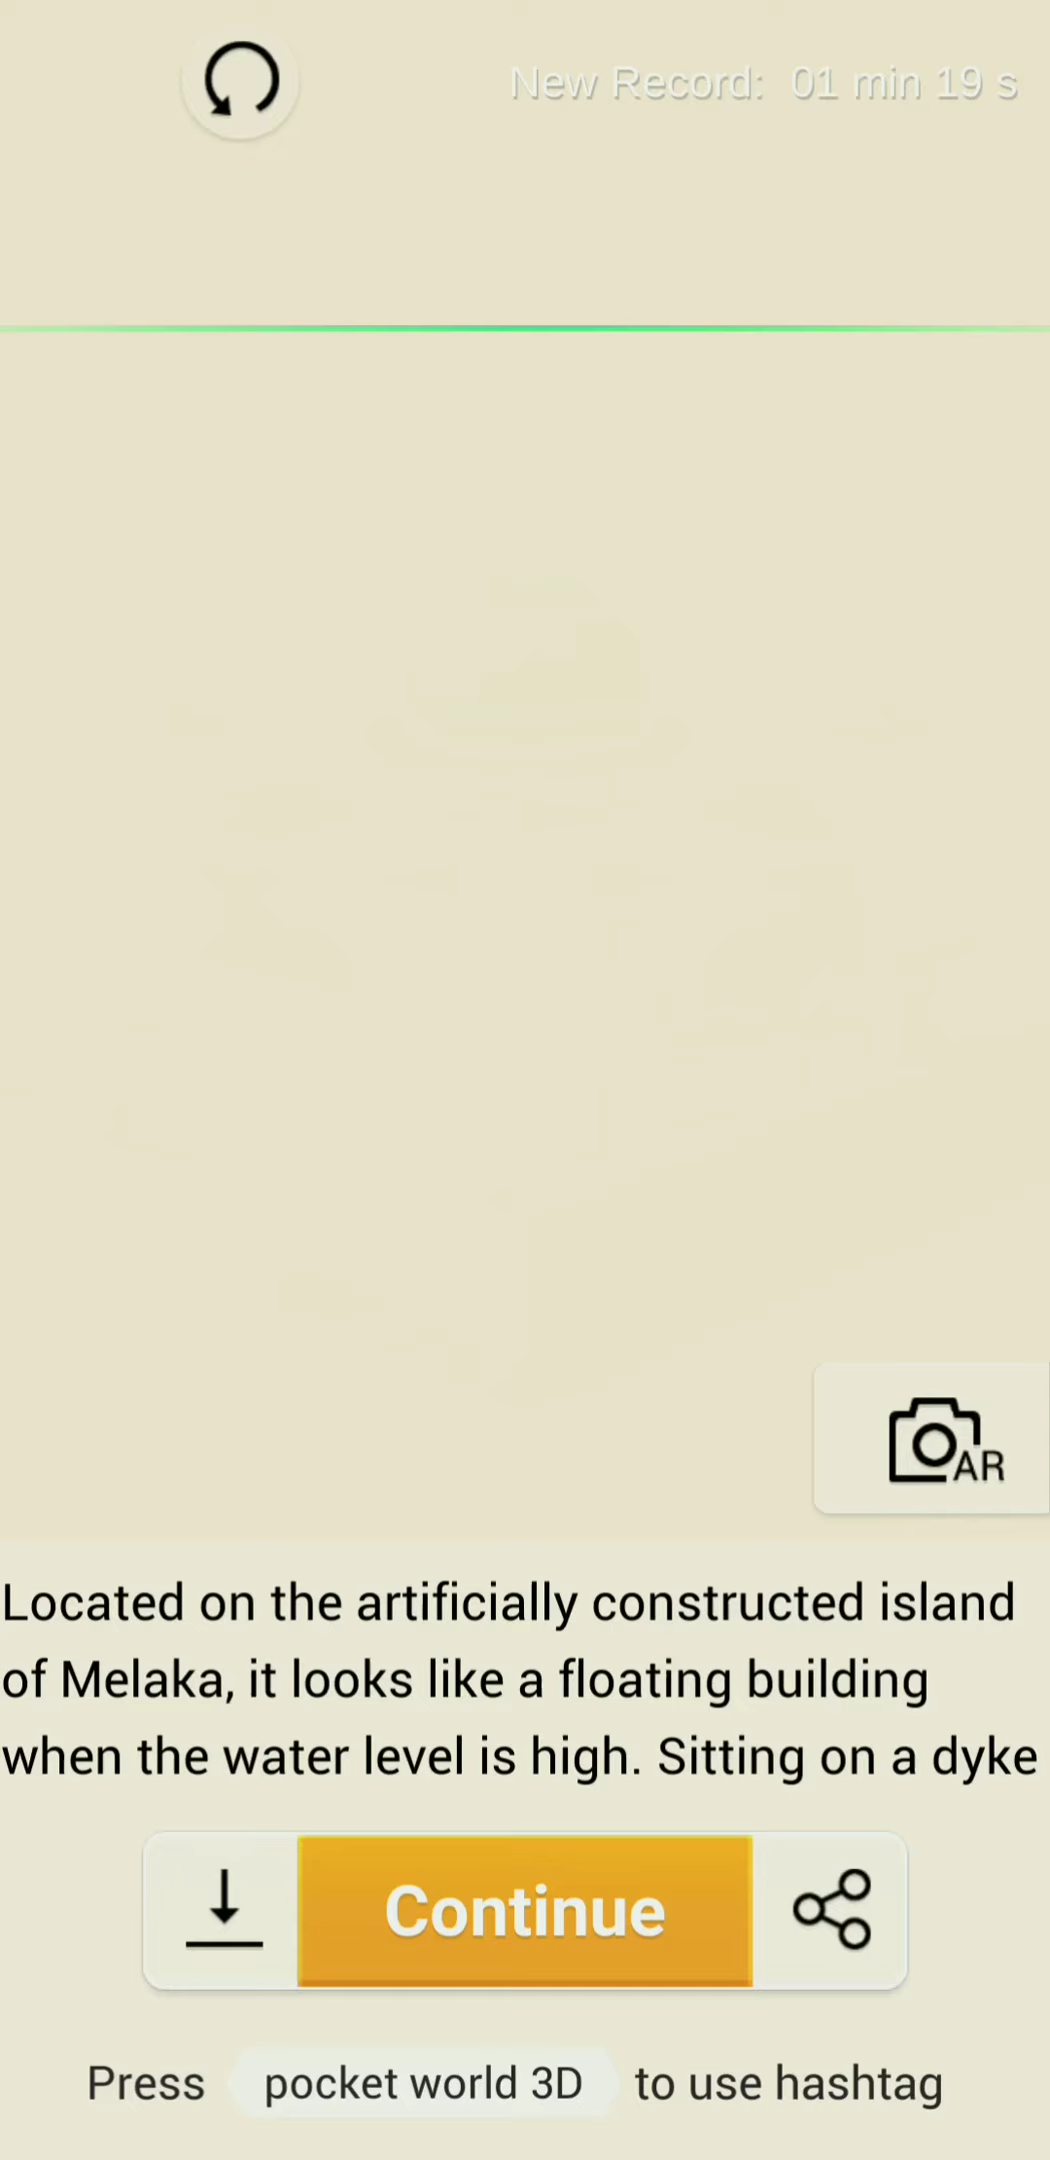 New Record: 01 min 19 s
AR
Located on the artificially constructed island
of Melaka, it looks like a floating building
when the water level is high. Sitting on a dyke
Continue
Press pocket world 3D to use hashtag